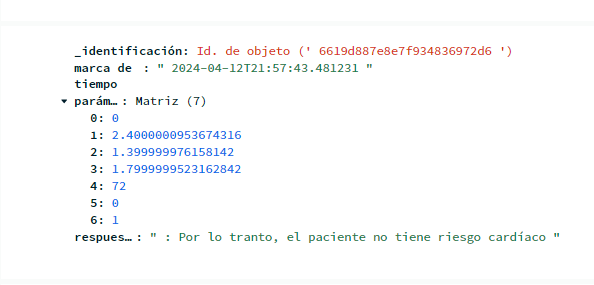 _identificación: Id. de objeto (' 6619d887e8e7f934836972d6 ')
marca de : " 2024-04-12T21:57:43.481231 "
tiempo
parám… : Matriz (7)
0: 0
1: 2.4000000953674316
2: 1.399999976158142
3: 1.7999999523162842
4: 72
5: 0
6: 1
respues… : " : Por lo tranto, el paciente no tiene riesgo cardíaco "